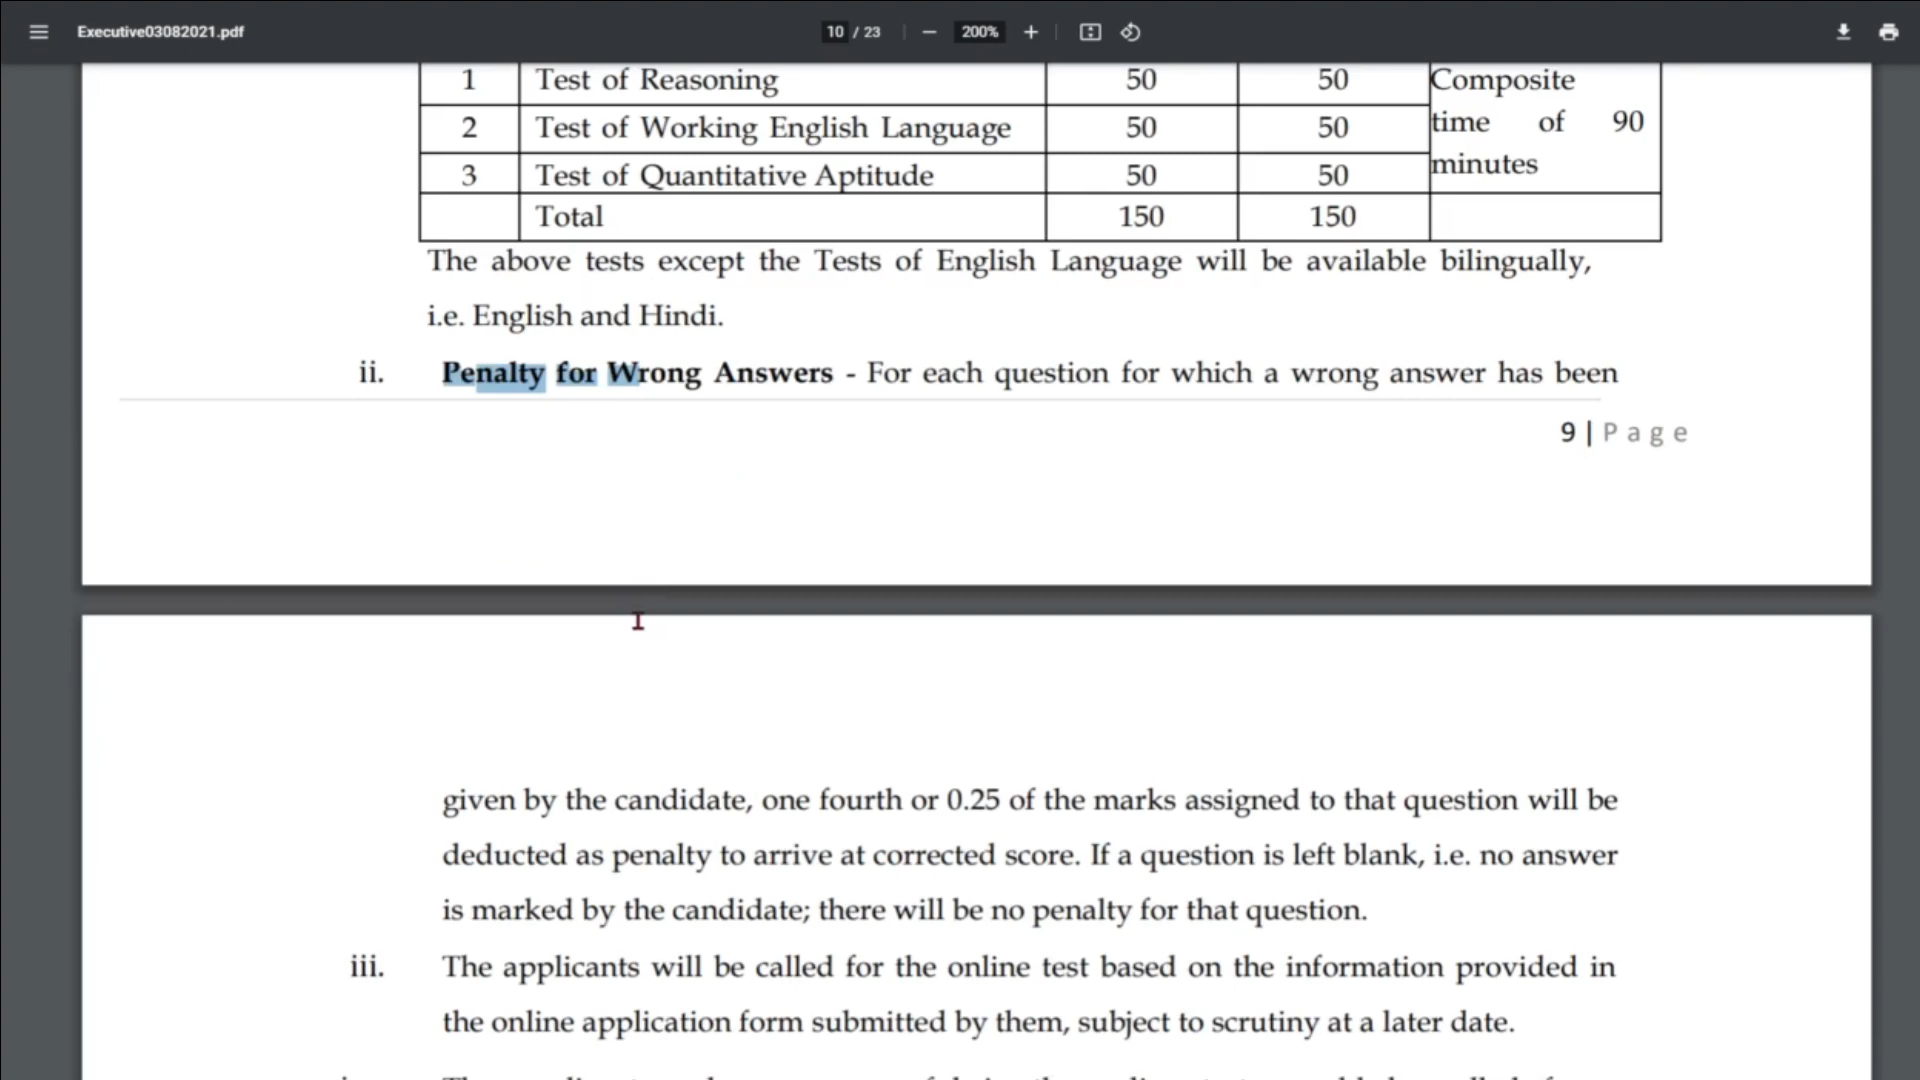 Executive03082021.pdf 10 / 23 200%
1 Test of Reasoning 50 50 Composite
time of 90
minutes
2 Test of Working English Language 50 50
3 Test of Quantitative Aptitude 50 50
Total 150 150
The above tests except the Tests of English Language will be available bilingually,
i.e. English and Hindi.
ii. Penalty for Wrong Answers - For each question for which a wrong answer has been
9 | Page
given by the candidate, one fourth or 0.25 of the marks assigned to that question will be
deducted as penalty to arrive at corrected score. If a question is left blank, i.e. no answer
is marked by the candidate; there will be no penalty for that question.
iii. The applicants will be called for the online test based on the information provided in
the online application form submitted by them, subject to scrutiny at a later date.